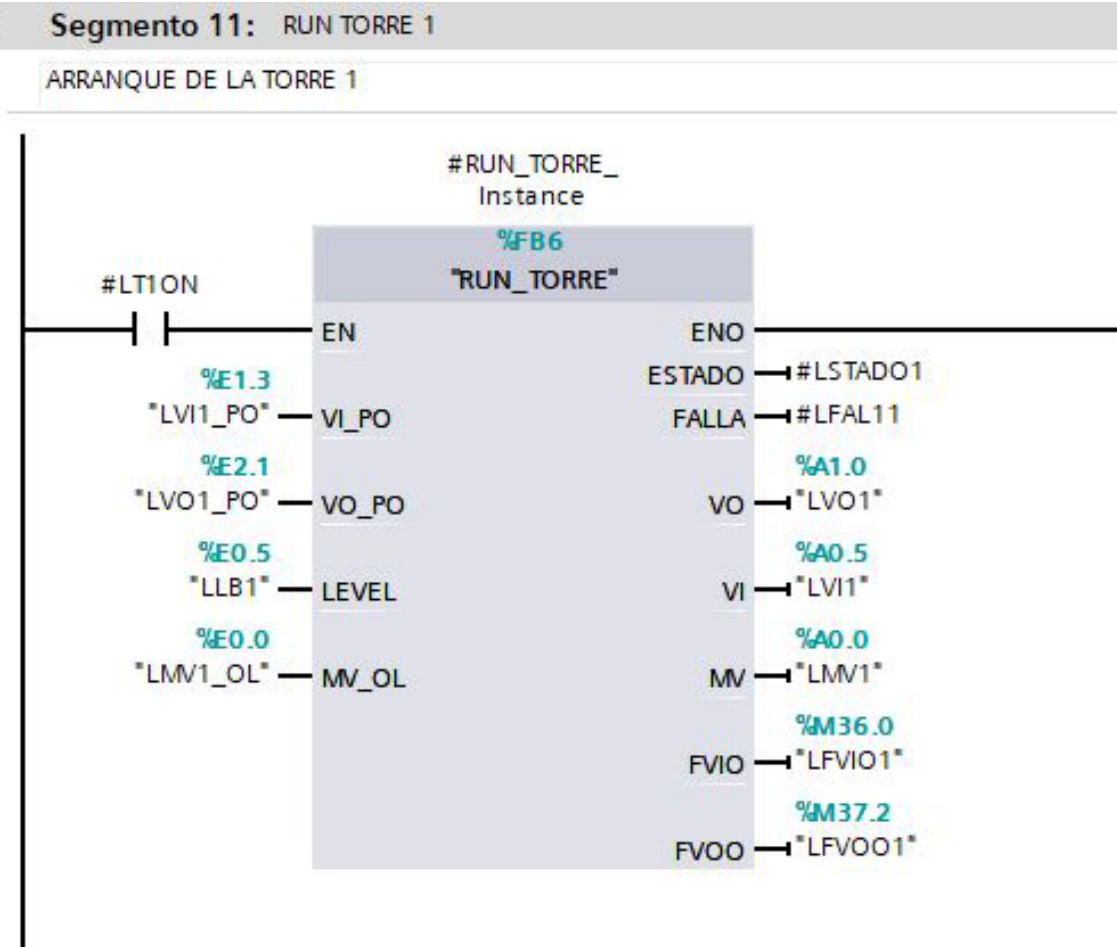 Segmento 11: RUN TORRE 1
ARRANQUE DE LA TORRE 1
#RUN_TORRE_
Instance
%FB6
"RUN_TORRE"
#LT1ON
EN ENO
ESTADO #LSTADO1
%E1.3
"LVI1_PO" VI_PO FALLA #LFAL11
%E2.1 %A1.0
"LVO1_PO" VO_PO VO "LVO1"
%E0.5 %A0.5
"LLB1" LEVEL VI "LVI1"
%E0.0 %A0.0
"LMV1_OL" MV_OL MV "LMV1"
%M36.0
FVIO "LFVIO1"
%M37.2
FVOO "LFVOO1"